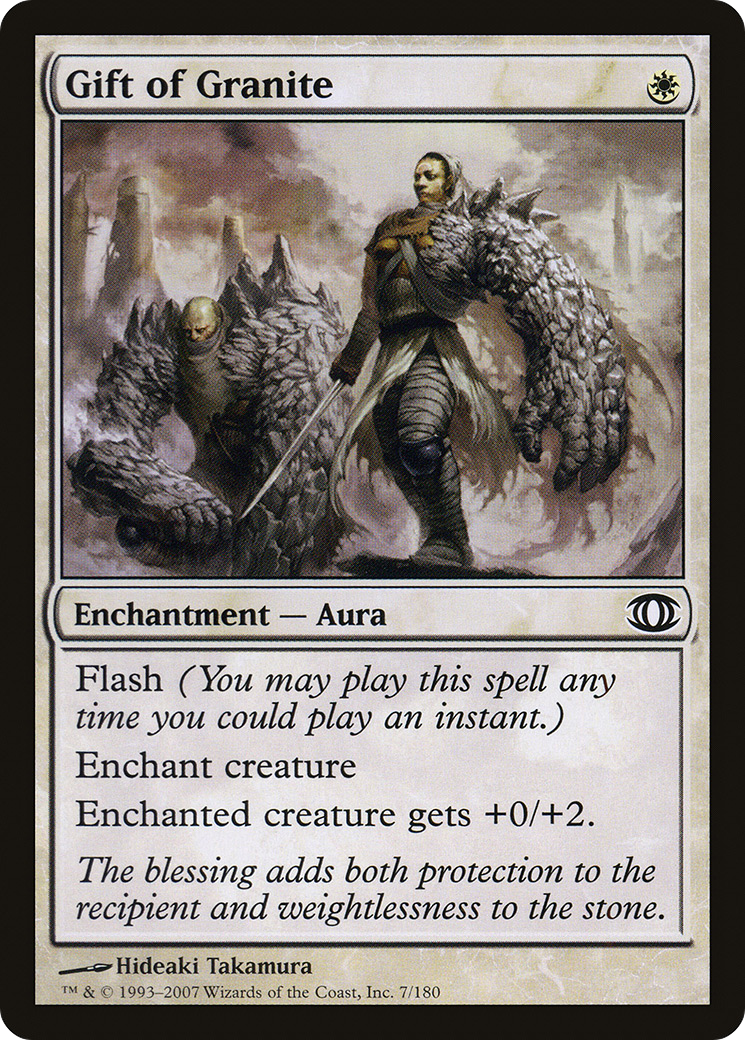 Gift of Granite
Enchantment — Aura
Flash (You may play this spell any
time you could play an instant.)
Enchant creature
Enchanted creature gets +0/+2.
The blessing adds both protection to the
recipient and weightlessness to the stone.
Hideaki Takamura
™ & © 1993–2007 Wizards of the Coast, Inc. 7/180